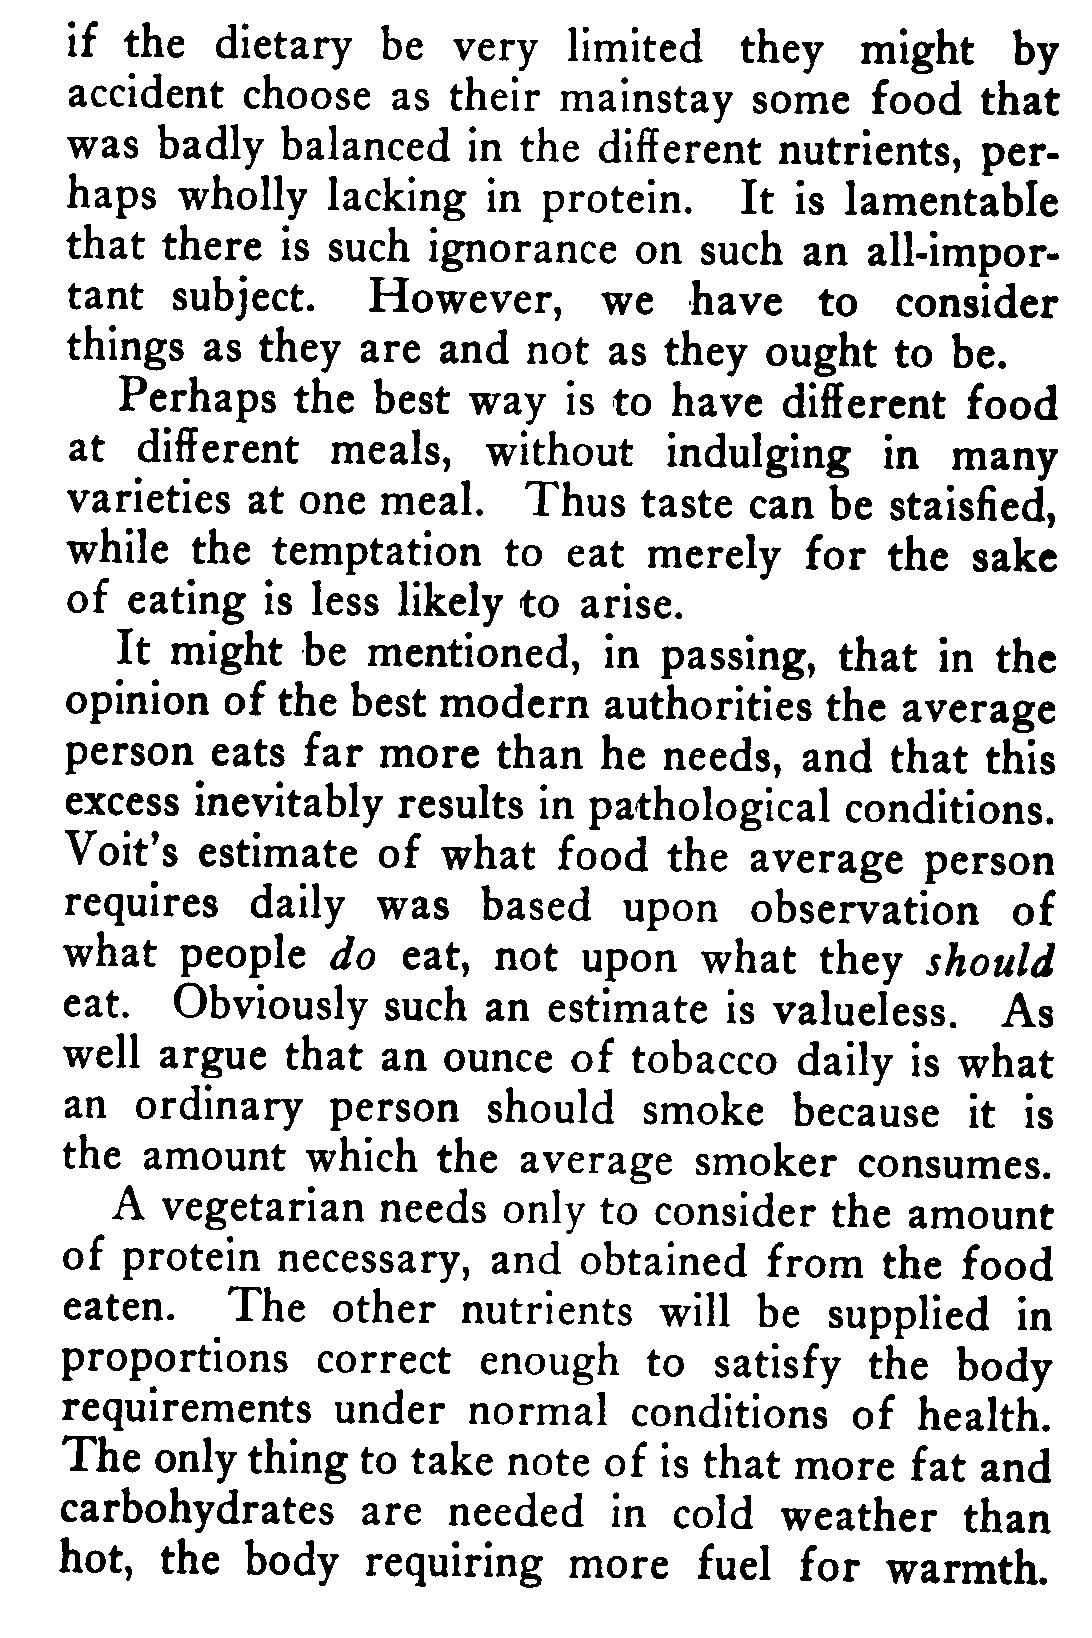 if the dietary be very limited they might by
accident choose as their mainstay some food that
was badly balanced in the different nutrients, per-
haps wholly lacking in protein. It is lamentable
that there is such ignorance on such an all-impor-
tant subject. However, we have to consider
things as they are and not as they ought to be.
Perhaps the best way is to have different food
at different meals, without indulging in many
varieties at one meal. Thus taste can be staisfied,
while the temptation to eat merely for the sake
of eating is less likely to arise.
It might be mentioned, in passing, that in the
opinion of the best modern authorities the average
person eats far more than he needs, and that this
excess inevitably results in pathological conditions.
Voit's estimate of what food the average person
requires daily was based upon observation of
what people do eat, not upon what they should
eat. Obviously such an estimate is valueless. As
well argue that an ounce of tobacco daily is what
an ordinary person should smoke because it is
the amount which the average smoker consumes.
A vegetarian needs only to consider the amount
of protein necessary, and obtained from the food
eaten. The other nutrients will be supplied in
proportions correct enough to satisfy the body
requirements under normal conditions of health.
The only thing to take note of is that more fat and
carbohydrates are needed in cold weather than
hot, the body requiring more fuel for warmth.